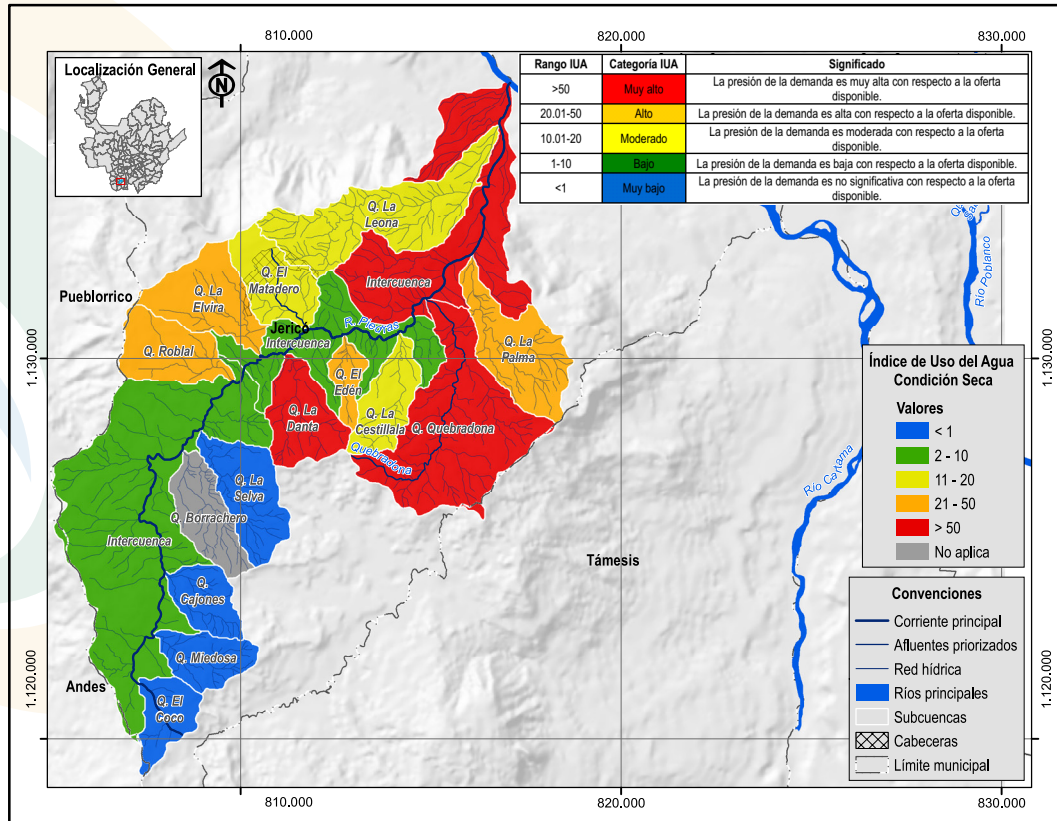 810.000
820.000
830.000
Localización General
N
Rango IUA Categoría IUA Significado
>50 Muy alto La presión de la demanda es muy alta con respecto a la oferta
disponible.
20.01-50 Alto La presión de la demanda es alta con respecto a la oferta disponible.
10.01-20 Moderado La presión de la demanda es moderada con respecto a la oferta
disponible.
1-10 Bajo La presión de la demanda es baja con respecto a la oferta disponible.
<1 Muy bajo La presión de la demanda es no significativa con respecto a la oferta
disponible.
Q. La
Leona
Q. El
Matadero
Intercuenca
Q. La
Elvira
Pueblorrico
Río Poblanco
Jericó
R. Piedras
Intercuenca
Q. Roblal
Q. La
Palma
Q. El
Edén
Q. La
Danta
Q. La
Cestillala
Q. Quebradona
Quebradona
Q. La
Selva
Q. Borrachero
Intercuenca
Q.
Cajones
Q. Miedosa
Q. El
Coco
Andes
Támesis
Río Cartama
1.130.000
1.130.000
1.120.000
1.120.000
Índice de Uso del Agua
Condición Seca
Valores
< 1
2 - 10
11 - 20
21 - 50
> 50
No aplica
Convenciones
Corriente principal
Afluentes priorizados
Red hídrica
Ríos principales
Subcuencas
Cabeceras
Límite municipal
810.000
820.000
830.000